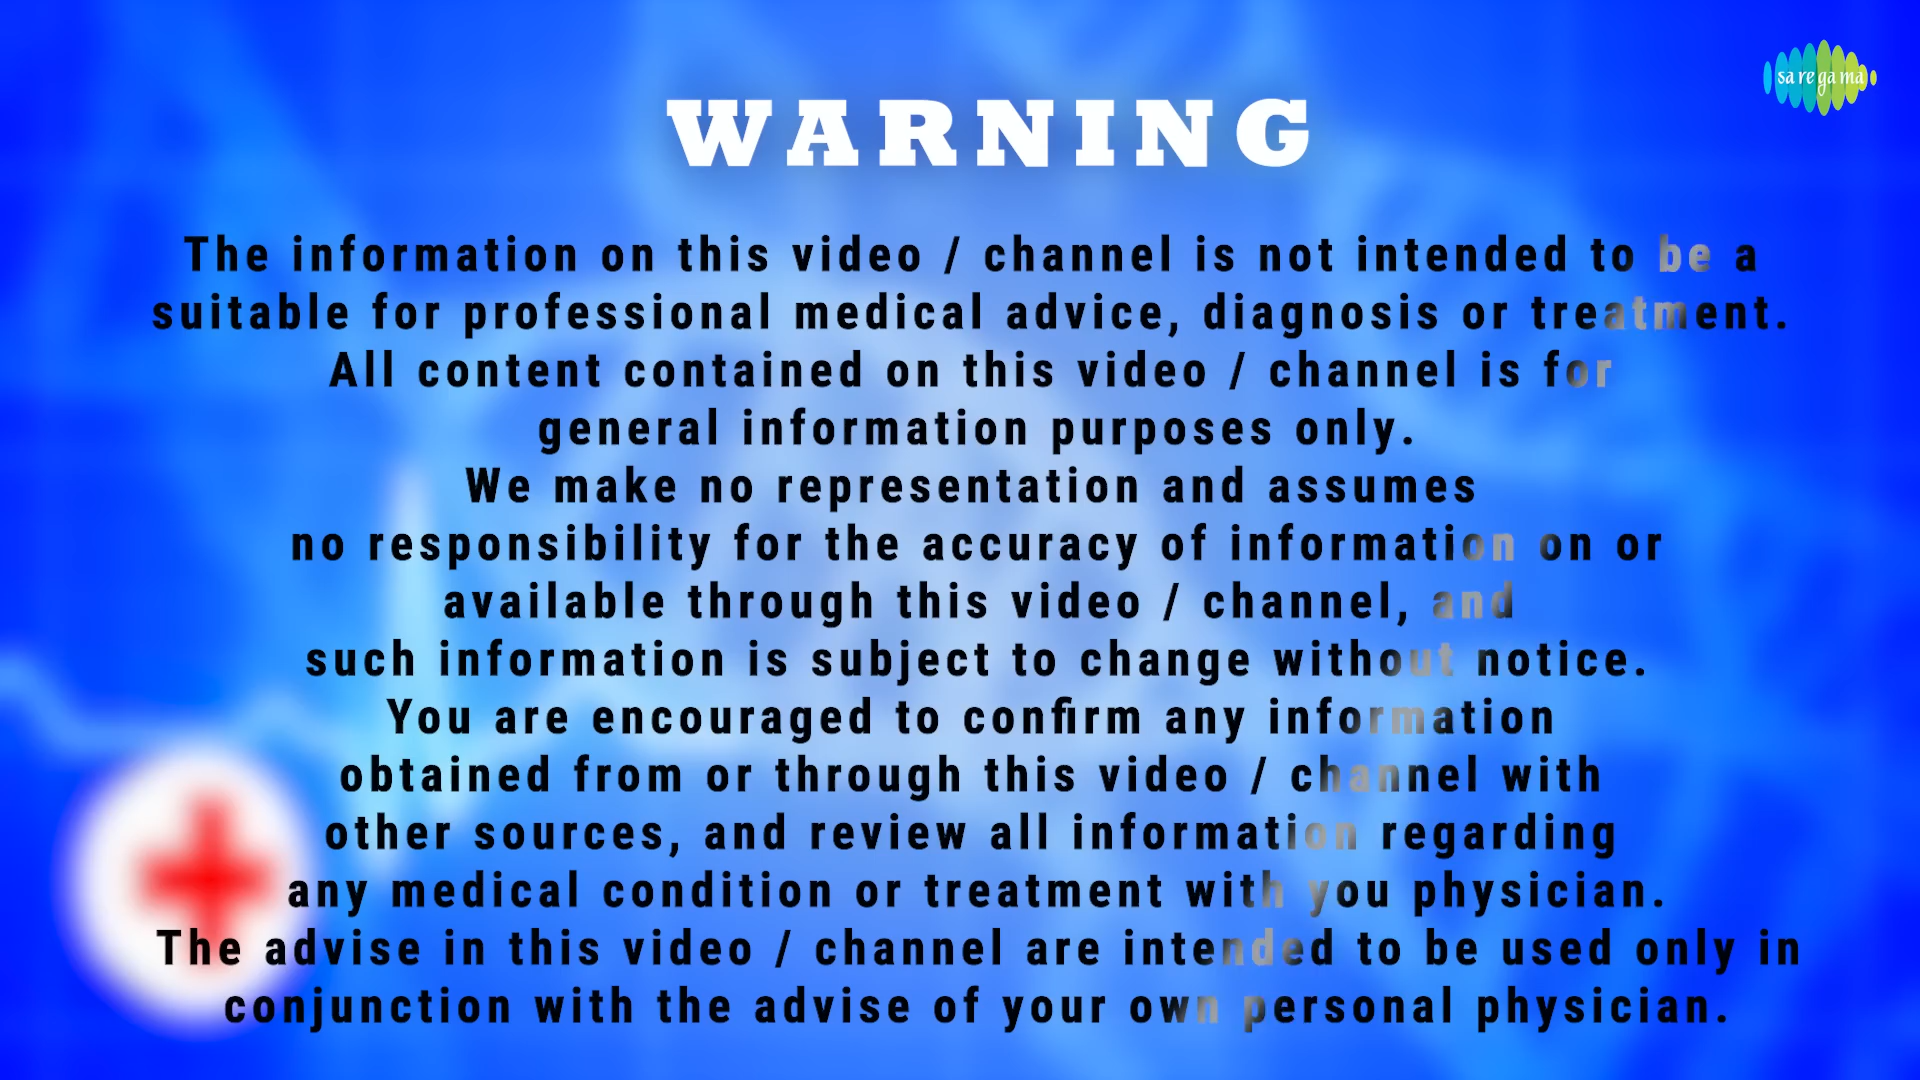 sa re ga ma
WARNING
The information on this video / channel is not intended to be a
suitable for professional medical advice, diagnosis or treatment.
All content contained on this video / channel is for
general information purposes only.
We make no representation and assumes
no responsibility for the accuracy of information on or
available through this video / channel, and
such information is subject to change without notice.
You are encouraged to confirm any information
obtained from or through this video / channel with
other sources, and review all information regarding
any medical condition or treatment with you physician.
The advise in this video / channel are intended to be used only in
conjunction with the advise of your own personal physician.